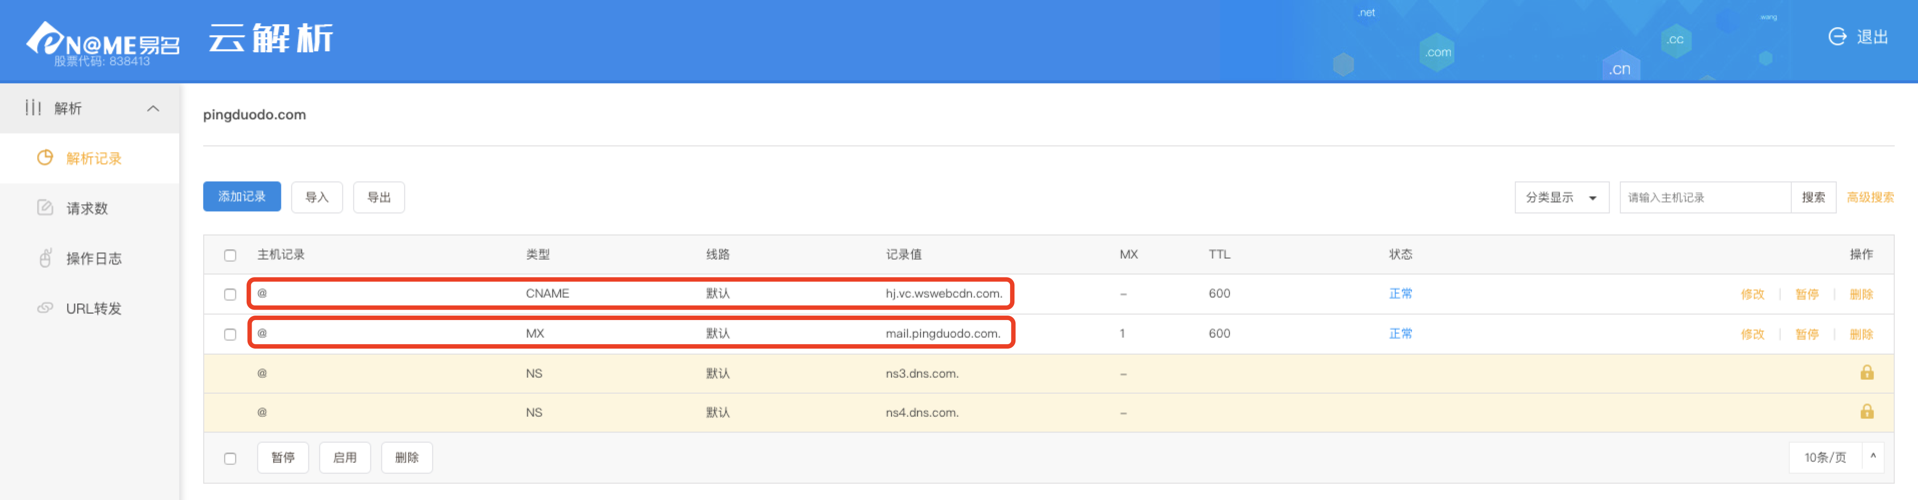 eN@ME易名 云解析
股票代码: 838413
.net
.com
.cn
.cc
.wang
退出
解析
解析记录
请求数
操作日志
URL转发
pingduodo.com
添加记录 导入 导出 分类显示 请输入主机记录 搜索 高级搜索
主机记录 类型 线路 记录值 MX TTL 状态 操作
@ CNAME 默认 hj.vc.wswebcdn.com. – 600 正常 修改 暂停 删除
@ MX 默认 mail.pingduodo.com. 1 600 正常 修改 暂停 删除
@ NS 默认 ns3.dns.com. –
@ NS 默认 ns4.dns.com. –
暂停 启用 删除 10条/页